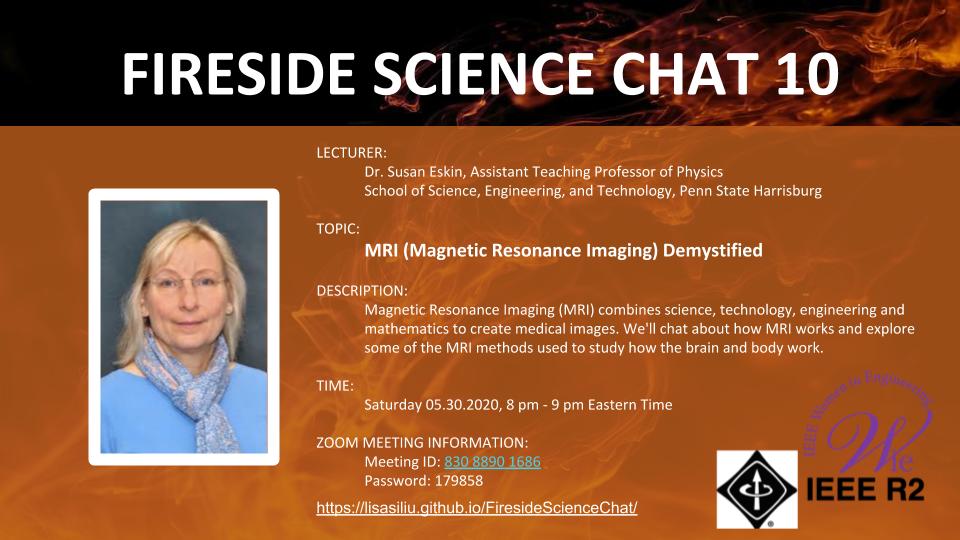 FIRESIDE SCIENCE CHAT 10
LECTURER:
Dr. Susan Eskin, Assistant Teaching Professor of Physics
School of Science, Engineering, and Technology, Penn State Harrisburg
TOPIC:
MRI (Magnetic Resonance Imaging) Demystified
DESCRIPTION:
Magnetic Resonance Imaging (MRI) combines science, technology, engineering and
mathematics to create medical images. We'll chat about how MRI works and explore
some of the MRI methods used to study how the brain and body work.
TIME:
Saturday 05.30.2020, 8 pm - 9 pm Eastern Time
ZOOM MEETING INFORMATION:
Meeting ID: 830 8890 1686
Password: 179858
https://lisasiliu.github.io/FiresideScienceChat/
IEEE Women in Engineering
Wie
IEEE R2
®